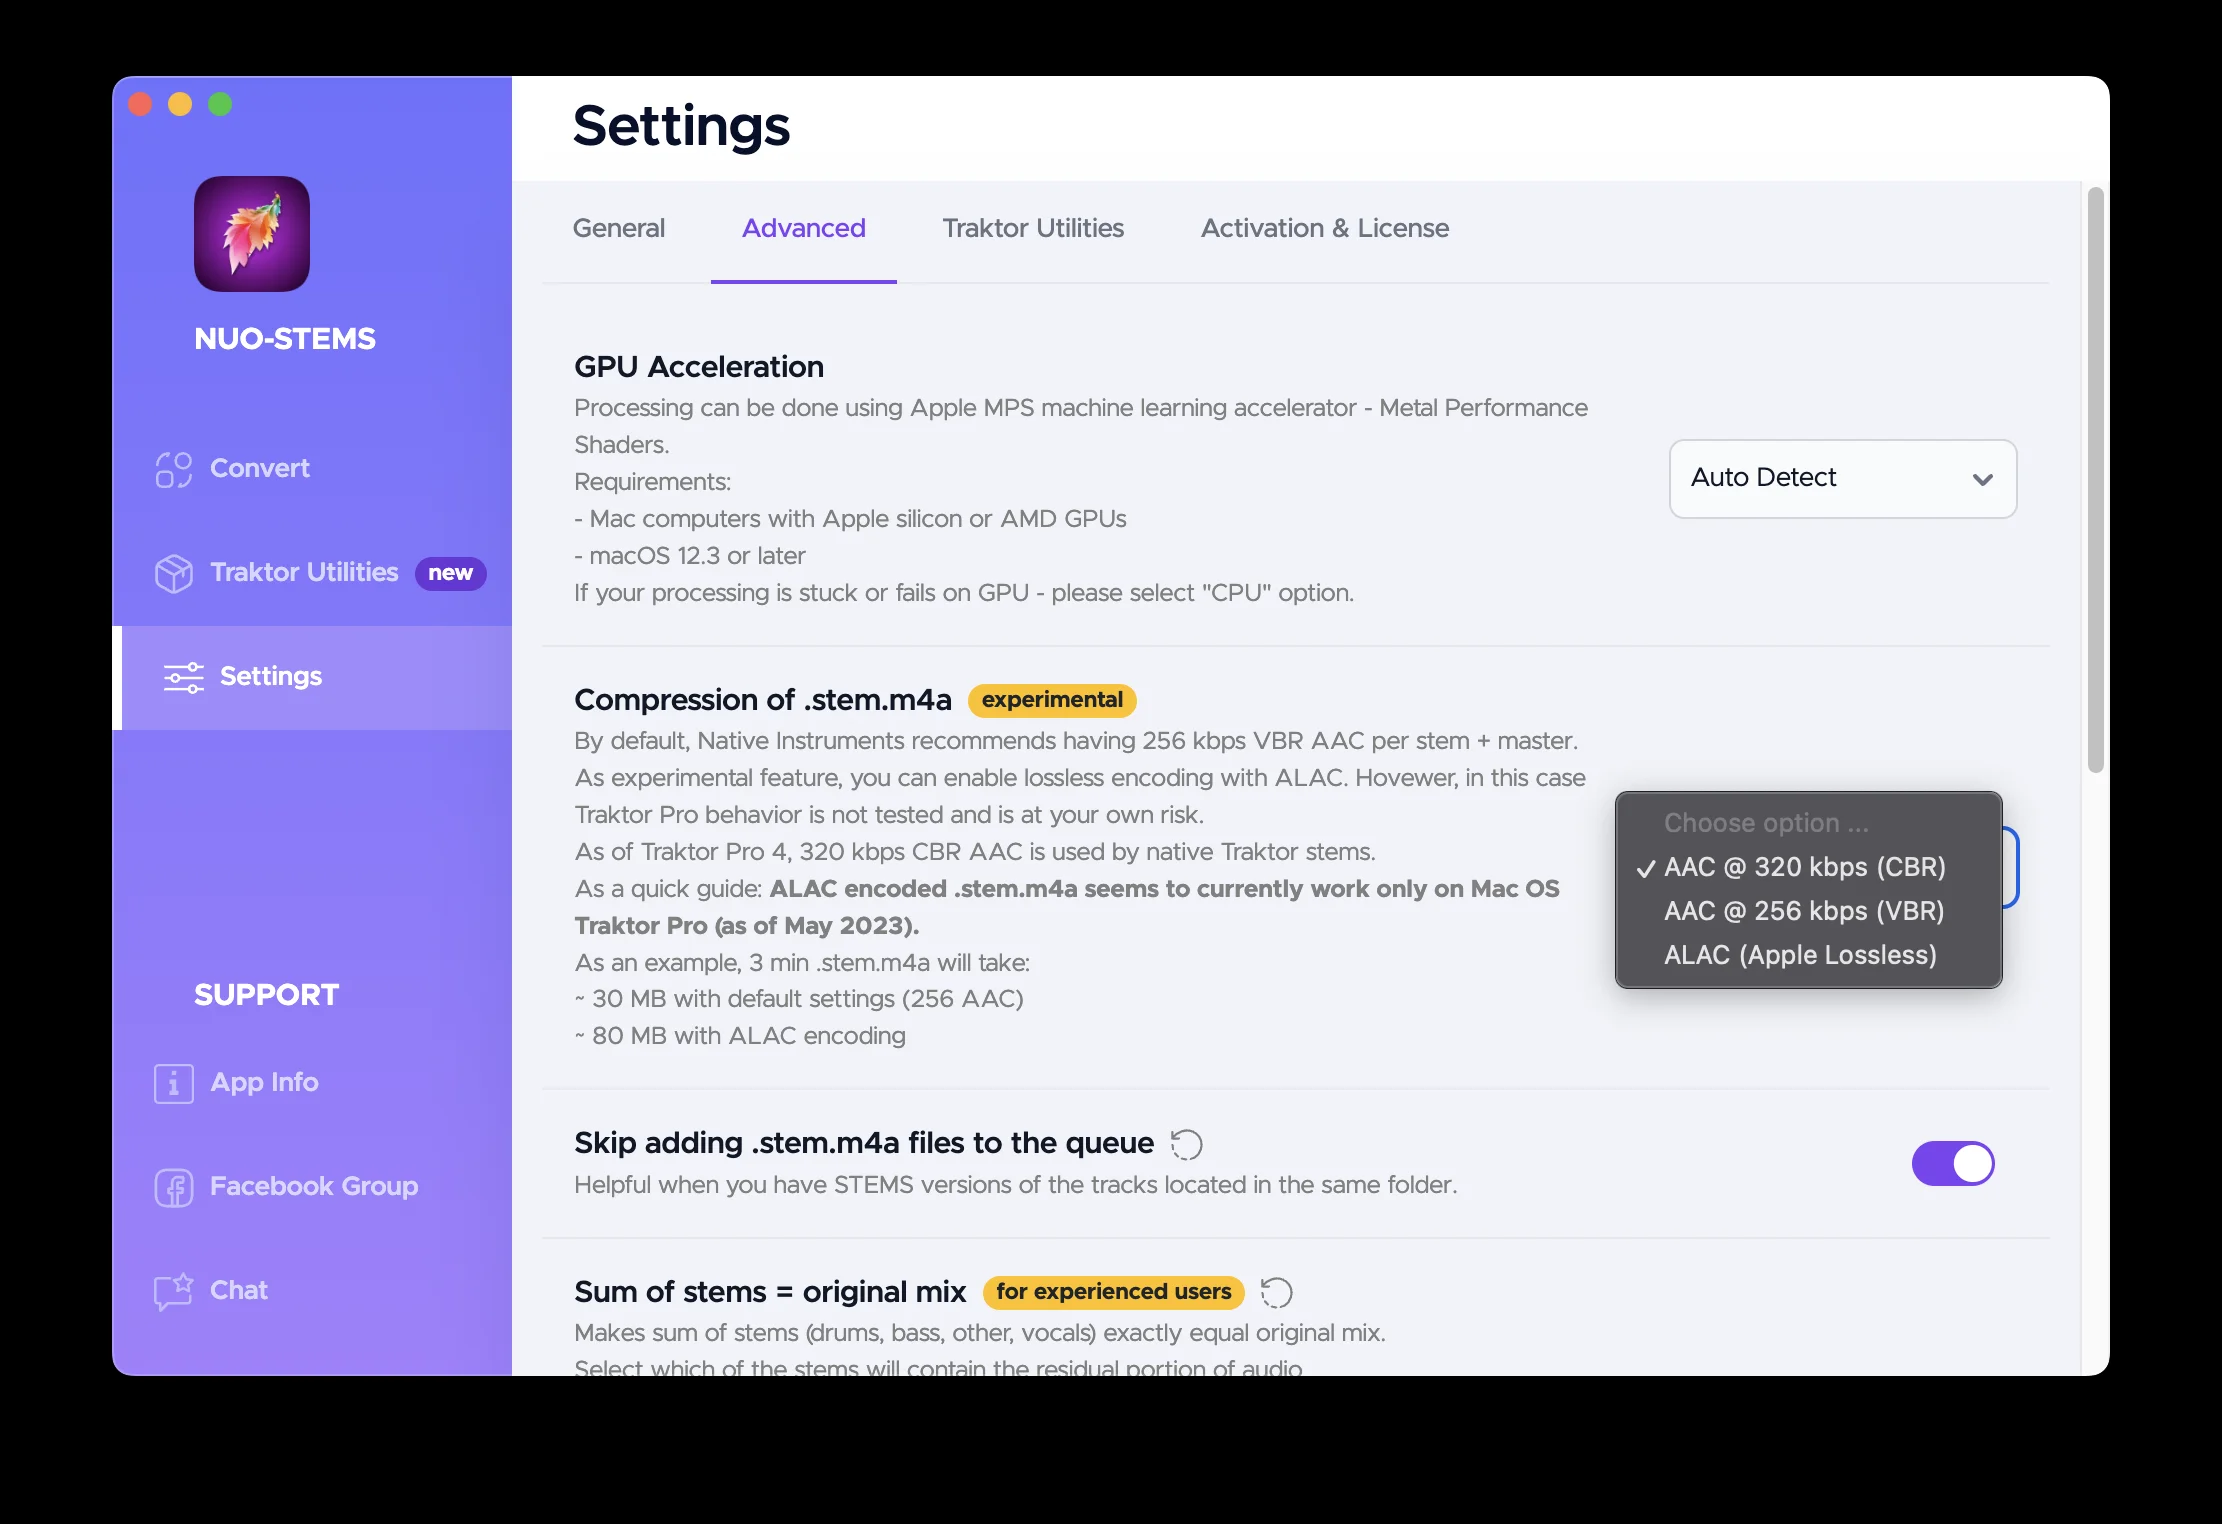 Settings
NUO-STEMS
Convert
Traktor Utilities new
Settings
SUPPORT
App Info
Facebook Group
Chat
General Advanced Traktor Utilities Activation & License
GPU Acceleration
Processing can be done using Apple MPS machine learning accelerator - Metal Performance
Shaders.
Requirements:
- Mac computers with Apple silicon or AMD GPUs
- macOS 12.3 or later
If your processing is stuck or fails on GPU - please select "CPU" option.
Auto Detect
Compression of .stem.m4a experimental
By default, Native Instruments recommends having 256 kbps VBR AAC per stem + master.
As experimental feature, you can enable lossless encoding with ALAC. Hovewer, in this case
Traktor Pro behavior is not tested and is at your own risk.
As of Traktor Pro 4, 320 kbps CBR AAC is used by native Traktor stems.
As a quick guide: ALAC encoded .stem.m4a seems to currently work only on Mac OS
Traktor Pro (as of May 2023).
As an example, 3 min .stem.m4a will take:
~ 30 MB with default settings (256 AAC)
~ 80 MB with ALAC encoding
Choose option ...
✓ AAC @ 320 kbps (CBR)
AAC @ 256 kbps (VBR)
ALAC (Apple Lossless)
Skip adding .stem.m4a files to the queue
Helpful when you have STEMS versions of the tracks located in the same folder.
Sum of stems = original mix for experienced users
Makes sum of stems (drums, bass, other, vocals) exactly equal original mix.
Select which of the stems will contain the residual portion of audio